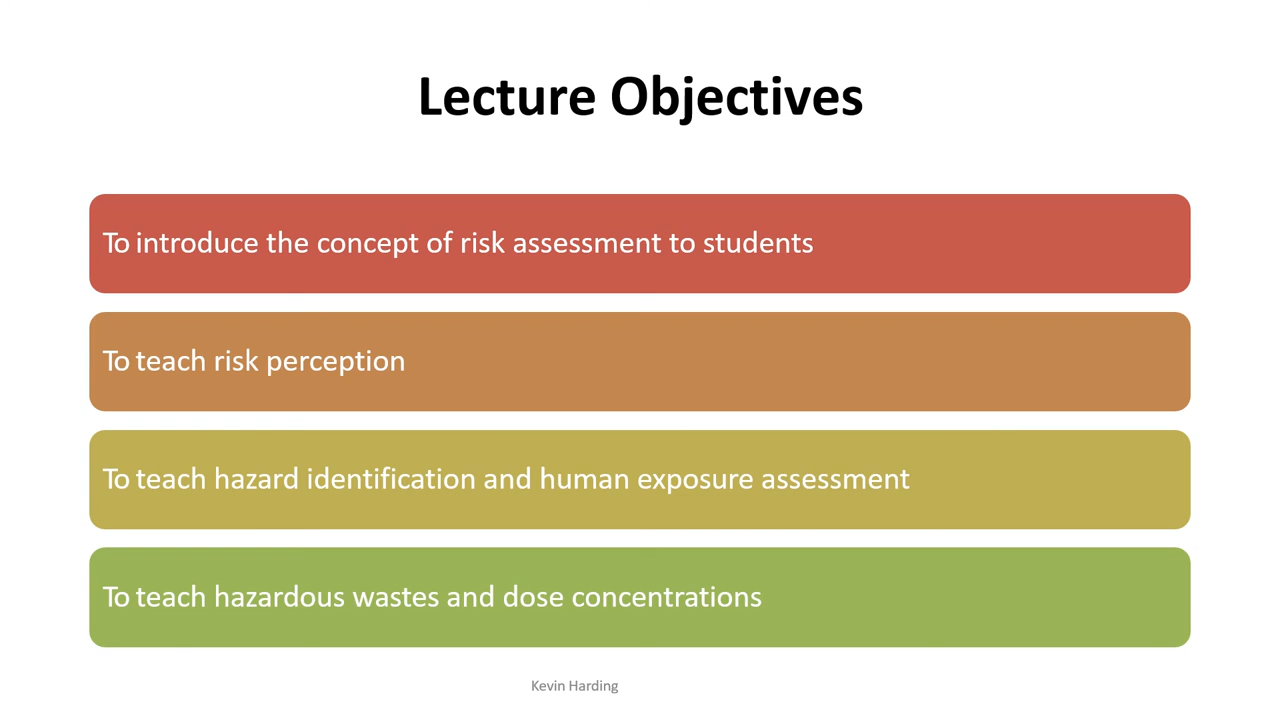 Lecture Objectives
To introduce the concept of risk assessment to students
To teach risk perception
To teach hazard identification and human exposure assessment
To teach hazardous wastes and dose concentrations
Kevin Harding